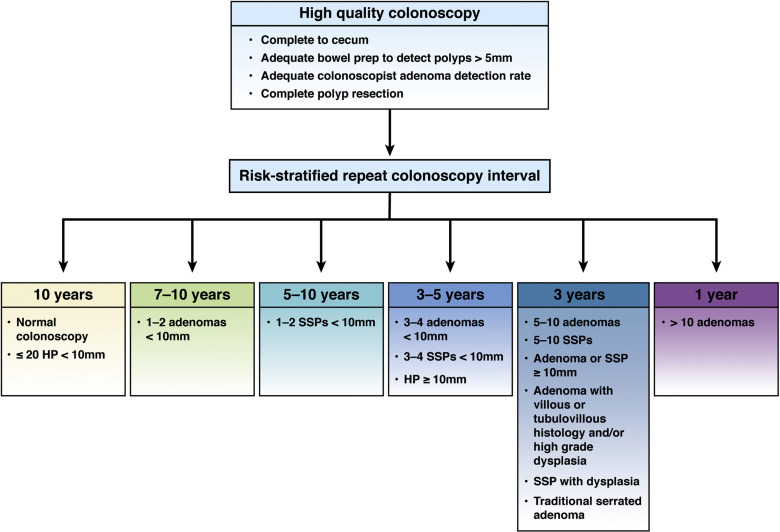 High quality colonoscopy
• Complete to cecum
• Adequate bowel prep to detect polyps > 5mm
• Adequate colonoscopist adenoma detection rate
• Complete polyp resection
Risk-stratified repeat colonoscopy interval
10 years
• Normal
colonoscopy
• ≤ 20 HP < 10mm
7–10 years
• 1–2 adenomas
< 10mm
5–10 years
• 1–2 SSPs < 10mm
3–5 years
• 3–4 adenomas
< 10mm
• 3–4 SSPs < 10mm
• HP ≥ 10mm
3 years
• 5–10 adenomas
• 5–10 SSPs
• Adenoma or SSP
≥ 10mm
• Adenoma with
villous or
tubulovillous
histology and/or
high grade
dysplasia
• SSP with dysplasia
• Traditional serrated
adenoma
1 year
• > 10 adenomas